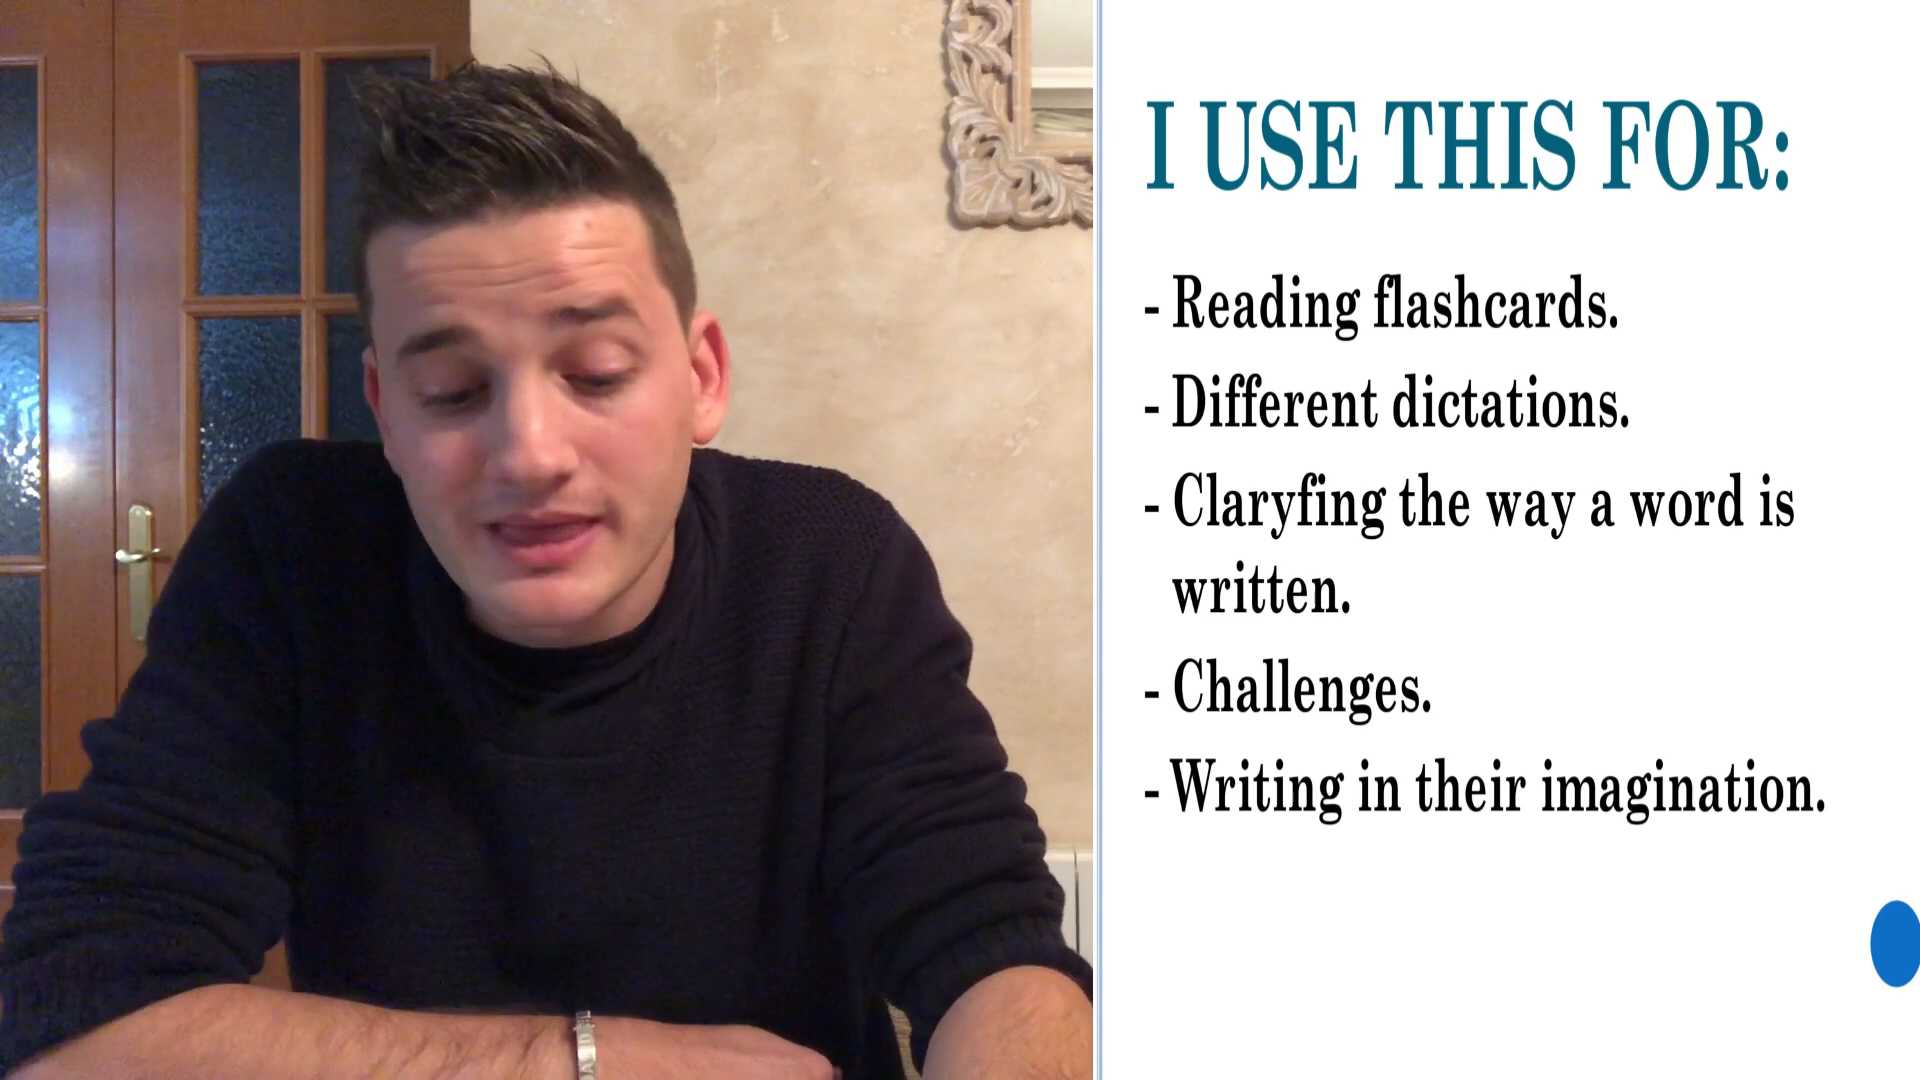 I USE THIS FOR:
- Reading flashcards.
- Different dictations.
- Claryfing the way a word is
written.
- Challenges.
- Writing in their imagination.